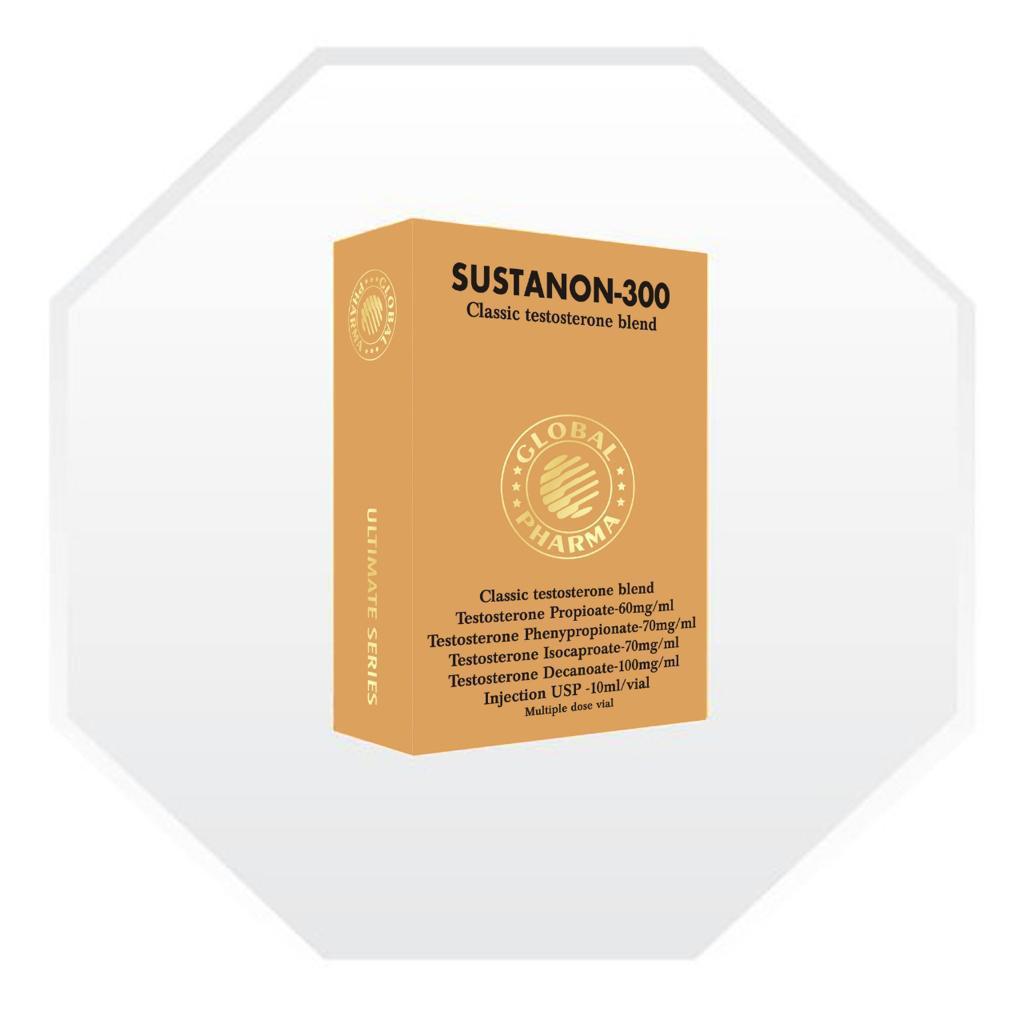 SUSTANON-300
Classic testosterone blend
GLOBAL
PHARMA
ULTIMATE SERIES
GLOBAL
PHARMA
Classic testosterone blend
Testosterone Propioate-60mg/ml
Testosterone Phenypropionate-70mg/ml
Testosterone Isocaproate-70mg/ml
Testosterone Decanoate-100mg/ml
Injection USP -10ml/vial
Multiple dose vial